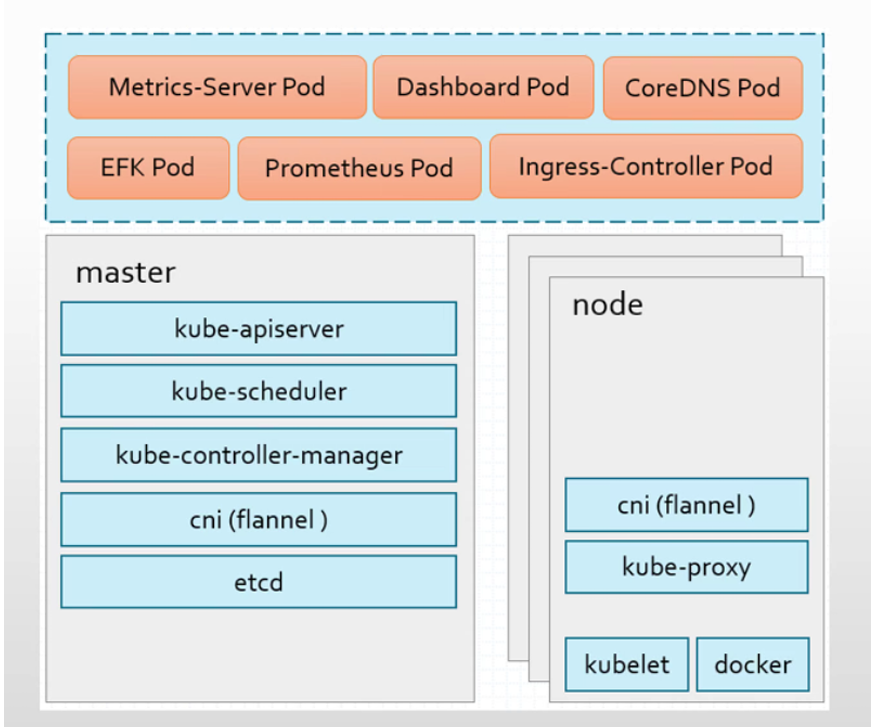 Metrics-Server Pod
Dashboard Pod
CoreDNS Pod
EFK Pod
Prometheus Pod
Ingress-Controller Pod
master
kube-apiserver
kube-scheduler
kube-controller-manager
cni (flannel )
etcd
node
cni (flannel )
kube-proxy
kubelet
docker